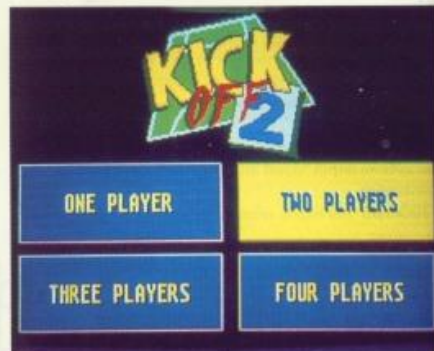 KICK
OFF
2
ONE PLAYER
TWO PLAYERS
THREE PLAYERS
FOUR PLAYERS